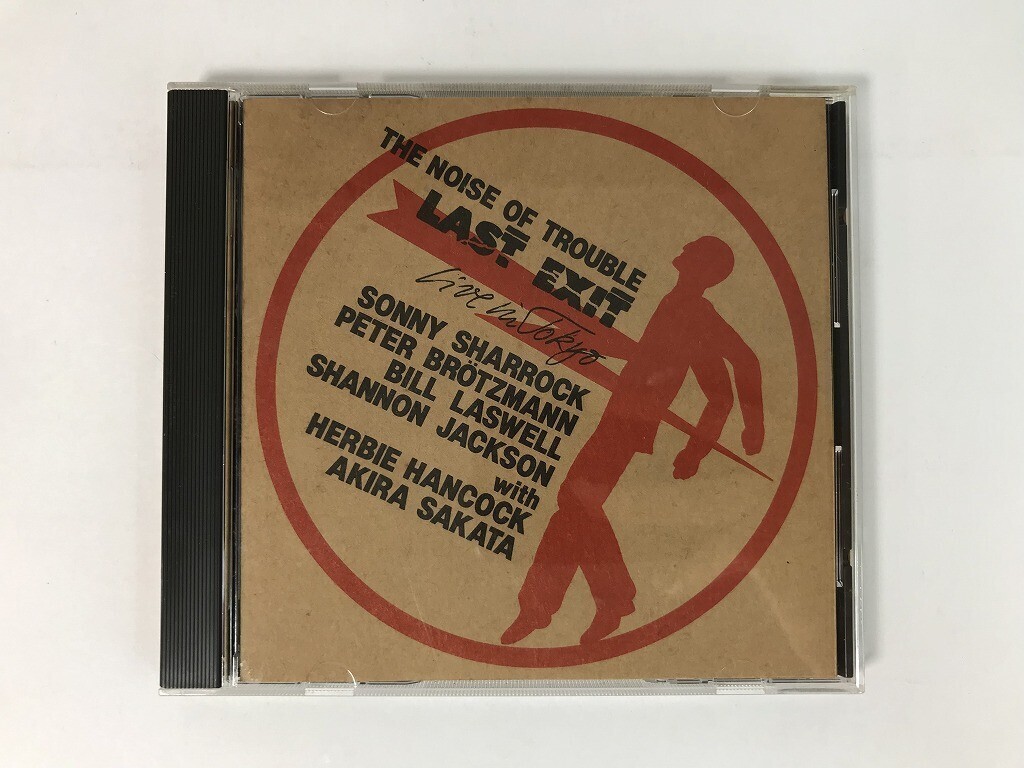 THE NOISE OF TROUBLE
LAST EXIT
Live in Tokyo
SONNY SHARROCK
PETER BRÖTZMANN
BILL LASWELL
SHANNON JACKSON
with
HERBIE HANCOCK
AKIRA SAKATA